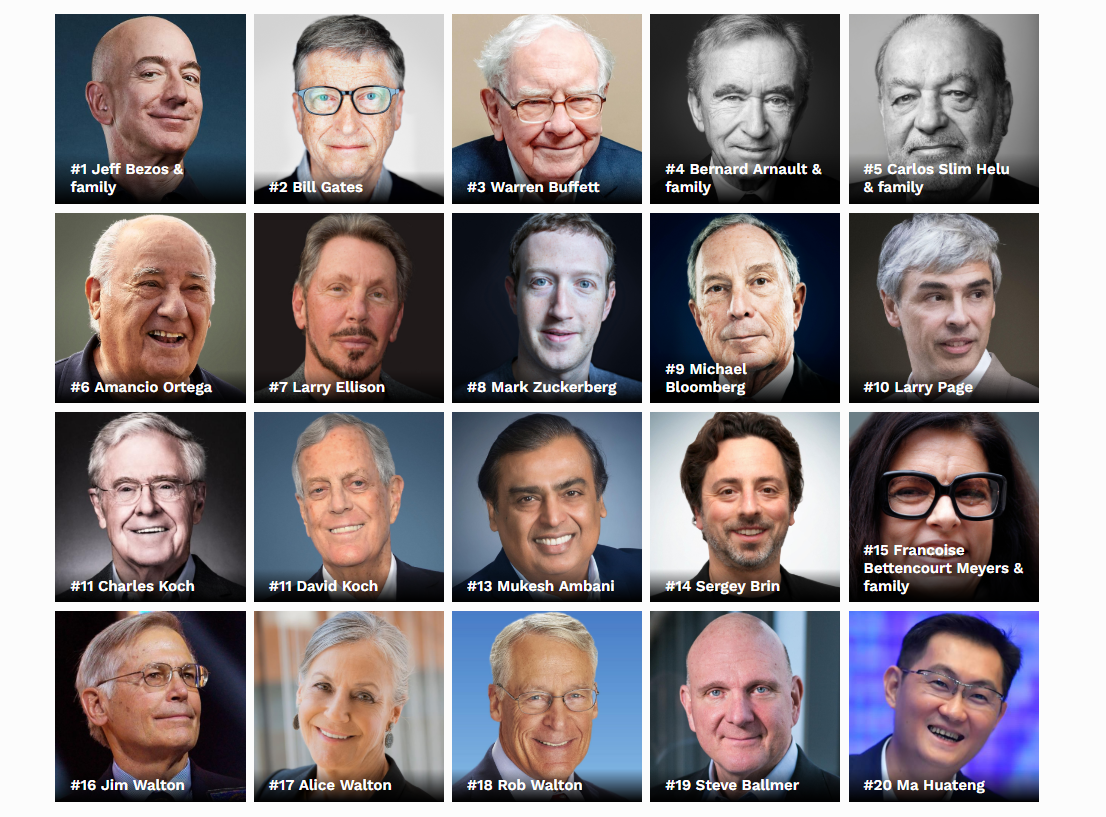 #1 Jeff Bezos &
family
#2 Bill Gates
#3 Warren Buffett
#4 Bernard Arnault &
family
#5 Carlos Slim Helu
& family
#6 Amancio Ortega
#7 Larry Ellison
#8 Mark Zuckerberg
#9 Michael
Bloomberg
#10 Larry Page
#11 Charles Koch
#11 David Koch
#13 Mukesh Ambani
#14 Sergey Brin
#15 Francoise
Bettencourt Meyers &
family
#16 Jim Walton
#17 Alice Walton
#18 Rob Walton
#19 Steve Ballmer
#20 Ma Huateng